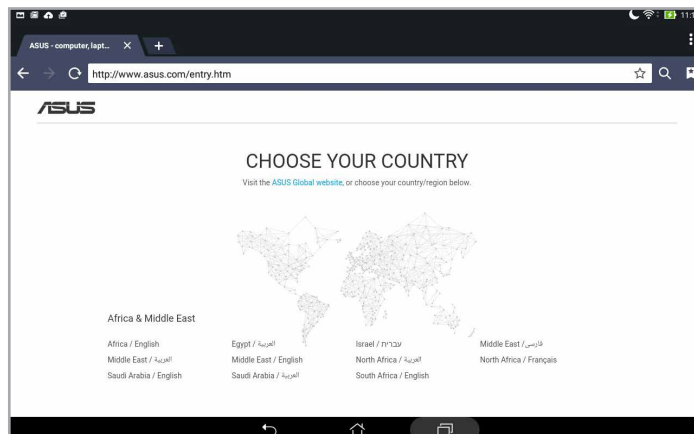 11:1
ASUS - computer, lapt...
http://www.asus.com/entry.htm
ASUS
CHOOSE YOUR COUNTRY
Visit the ASUS Global website, or choose your country/region below.
Africa & Middle East
Africa / English Egypt / العربية Israel / עברית Middle East / فارسی
Middle East / العربية Middle East / English North Africa / العربية North Africa / Français
Saudi Arabia / English Saudi Arabia / العربية South Africa / English